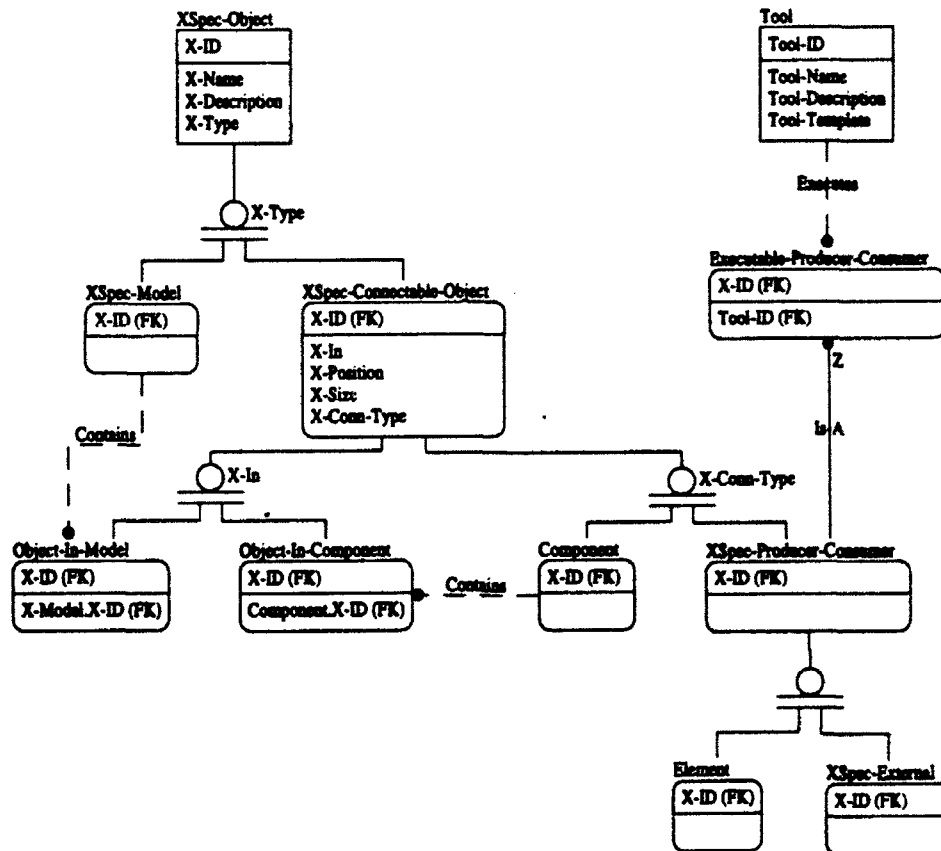 XSpec-Object
X-ID
X-Name
X-Description
X-Type
Tool
Tool-ID
Tool-Name
Tool-Description
Tool-Template
Executes
X-Type
Executable-Producer-Consumer
X-ID (FK)
Tool-ID (FK)
XSpec-Model
X-ID (FK)
XSpec-Connectable-Object
X-ID (FK)
X-In
X-Position
X-Size
X-Conn-Type
Z
Is-A
Contains
X-In
X-Conn-Type
Object-In-Model
X-ID (FK)
X-Model.X-ID (FK)
Object-In-Component
X-ID (FK)
Component.X-ID (FK)
Contains
Component
X-ID (FK)
XSpec-Producer-Consumer
X-ID (FK)
Element
X-ID (FK)
XSpec-External
X-ID (FK)